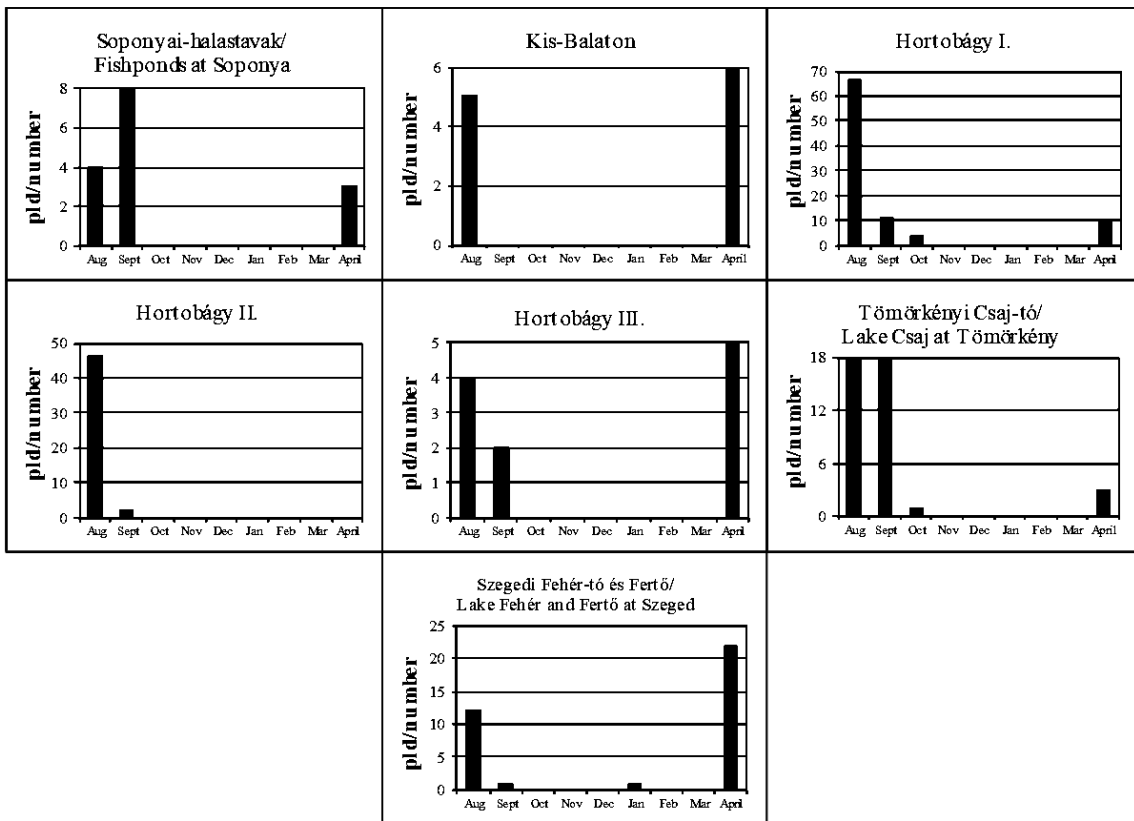 Soponyai-halastavak/
Fishponds at Soponya
pld/number
8
6
4
2
0
Aug Sept Oct Nov Dec Jan Feb Mar April
Kis-Balaton
pld/number
6
4
2
0
Aug Sept Oct Nov Dec Jan Feb Mar April
Hortobágy I.
pld/number
70
60
50
40
30
20
10
0
Aug Sept Oct Nov Dec Jan Feb Mar April
Hortobágy II.
pld/number
50
40
30
20
10
0
Aug Sept Oct Nov Dec Jan Feb Mar April
Hortobágy III.
pld/number
5
4
3
2
1
0
Aug Sept Oct Nov Dec Jan Feb Mar April
Tömörkényi Csaj-tó/
Lake Csaj at Tömörkény
pld/number
18
12
6
0
Aug Sept Oct Nov Dec Jan Feb Mar April
Szegedi Fehér-tó és Fertő/
Lake Fehér and Fertő at Szeged
pld/number
25
20
15
10
5
0
Aug Sept Oct Nov Dec Jan Feb Mar April